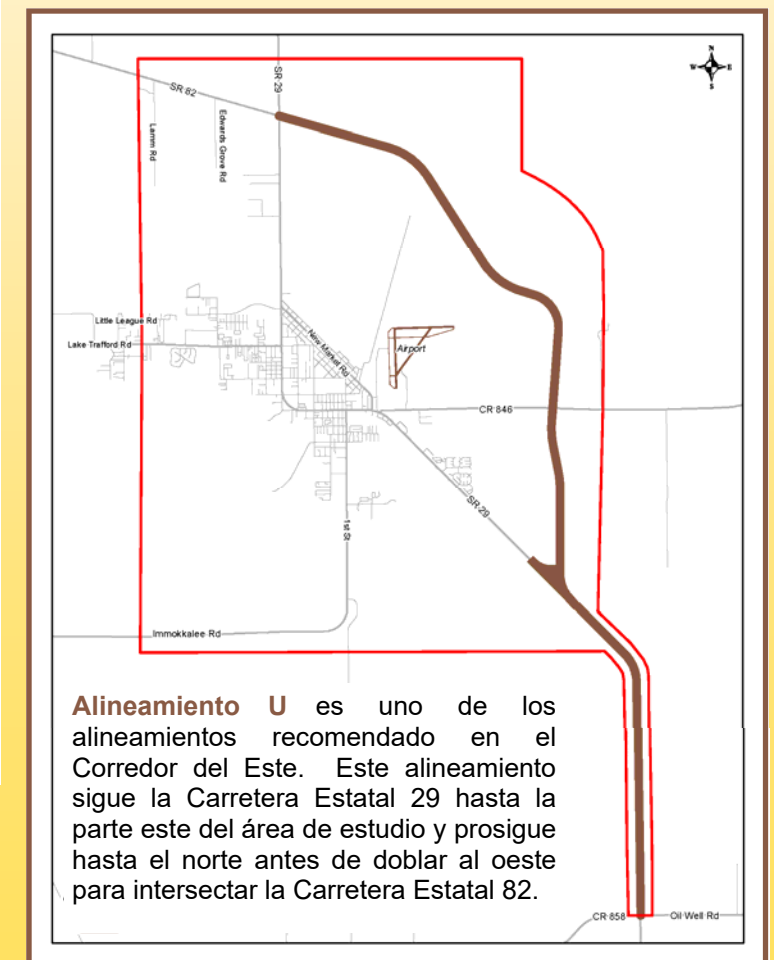 N
W E
S
SR 82
SR 29
Lamm Rd
Edwards Grove Rd
Little League Rd
Lake Trafford Rd
New Market Rd
Airport
CR 846
SR 29
1st St
Immokkalee Rd
Alineamiento U es uno de los
alineamientos recomendado en el
Corredor del Este. Este alineamiento
sigue la Carretera Estatal 29 hasta la
parte este del área de estudio y prosigue
hasta el norte antes de doblar al oeste
para intersectar la Carretera Estatal 82.
CR 858 Oil Well Rd